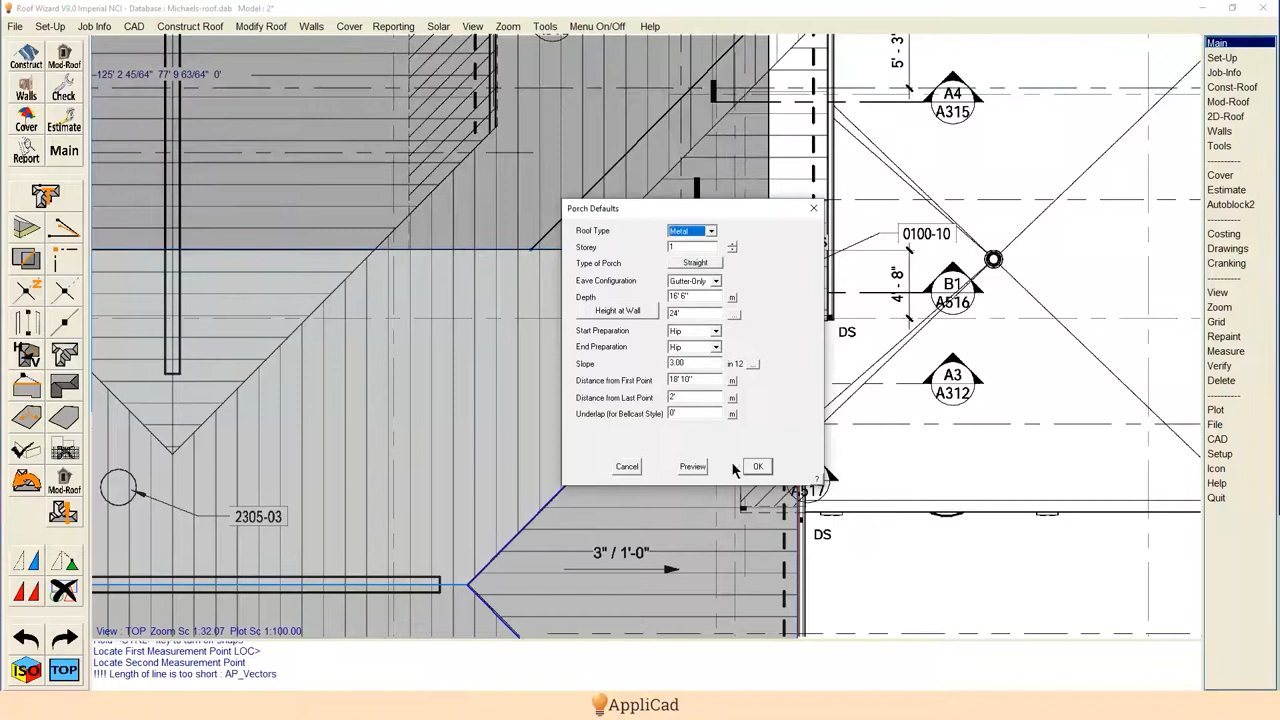 Roof Wizard V9.0 Imperial NCI - Database : Michaels-roof.dab Model : 2*
File Set-Up Job Info CAD Construct Roof Modify Roof Walls Cover Reporting Solar View Zoom Tools Menu On/Off Help
Construct Mod-Roof
Walls Check
Cover Estimate
Report Main
Mod-Roof
ISO TOP
-125' 2 45/64" 77' 9 63/64" 0'
2305-03
3" / 1'-0"
View : TOP Zoom Sc 1:32.07 Plot Sc 1:100.00
Porch Defaults
Roof Type Metal
Storey 1
Type of Porch Straight
Eave Configuration Gutter-Only
Depth 16' 6" m
Height at Wall 24' ...
Start Preparation Hip
End Preparation Hip
Slope 3.00 in 12 ...
Distance from First Point 18' 10" m
Distance from Last Point 2' m
Underlap (for Bellcast Style) 0' m
Cancel Preview OK
?
5' - 3"
A4
A315
0100-10
4' - 8"
B1
A516
DS
A3
A312
A517
DS
Locate First Measurement Point LOC>
Locate Second Measurement Point
!!!! Length of line is too short : AP_Vectors
Main
Set-Up
Job-Info
Const-Roof
Mod-Roof
2D-Roof
Walls
Tools
----------
Cover
Estimate
Autoblock2
----------
Costing
Drawings
Cranking
----------
View
Zoom
Grid
Repaint
Measure
Verify
Delete
----------
Plot
File
CAD
Setup
Icon
Help
Quit
AppliCad